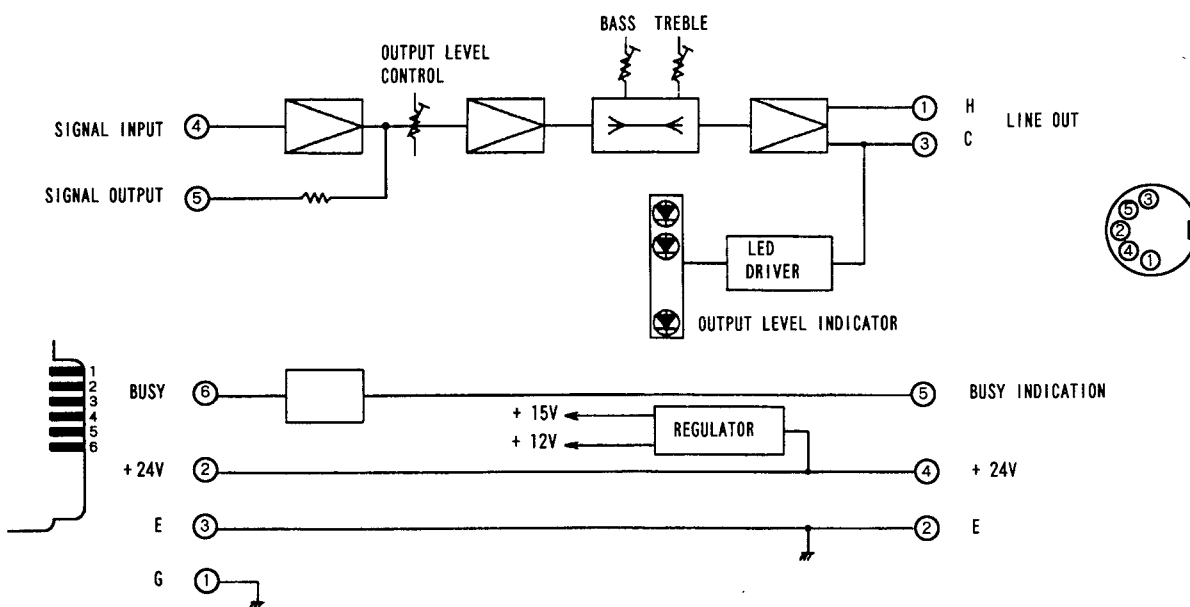 BASS TREBLE
OUTPUT LEVEL
CONTROL
SIGNAL INPUT 4
1 H
LINE OUT
3 C
SIGNAL OUTPUT 5
3
5
2
4
1
LED
DRIVER
OUTPUT LEVEL INDICATOR
1
2
3
4
5
6
BUSY 6
5 BUSY INDICATION
+ 15V
+ 12V
REGULATOR
+ 24V 2
4 + 24V
E 3
2 E
G 1